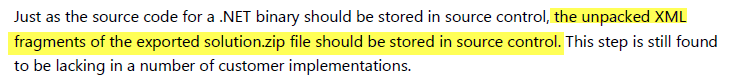 Just as the source code for a .NET binary should be stored in source control, the unpacked XML
fragments of the exported solution.zip file should be stored in source control. This step is still found
to be lacking in a number of customer implementations.